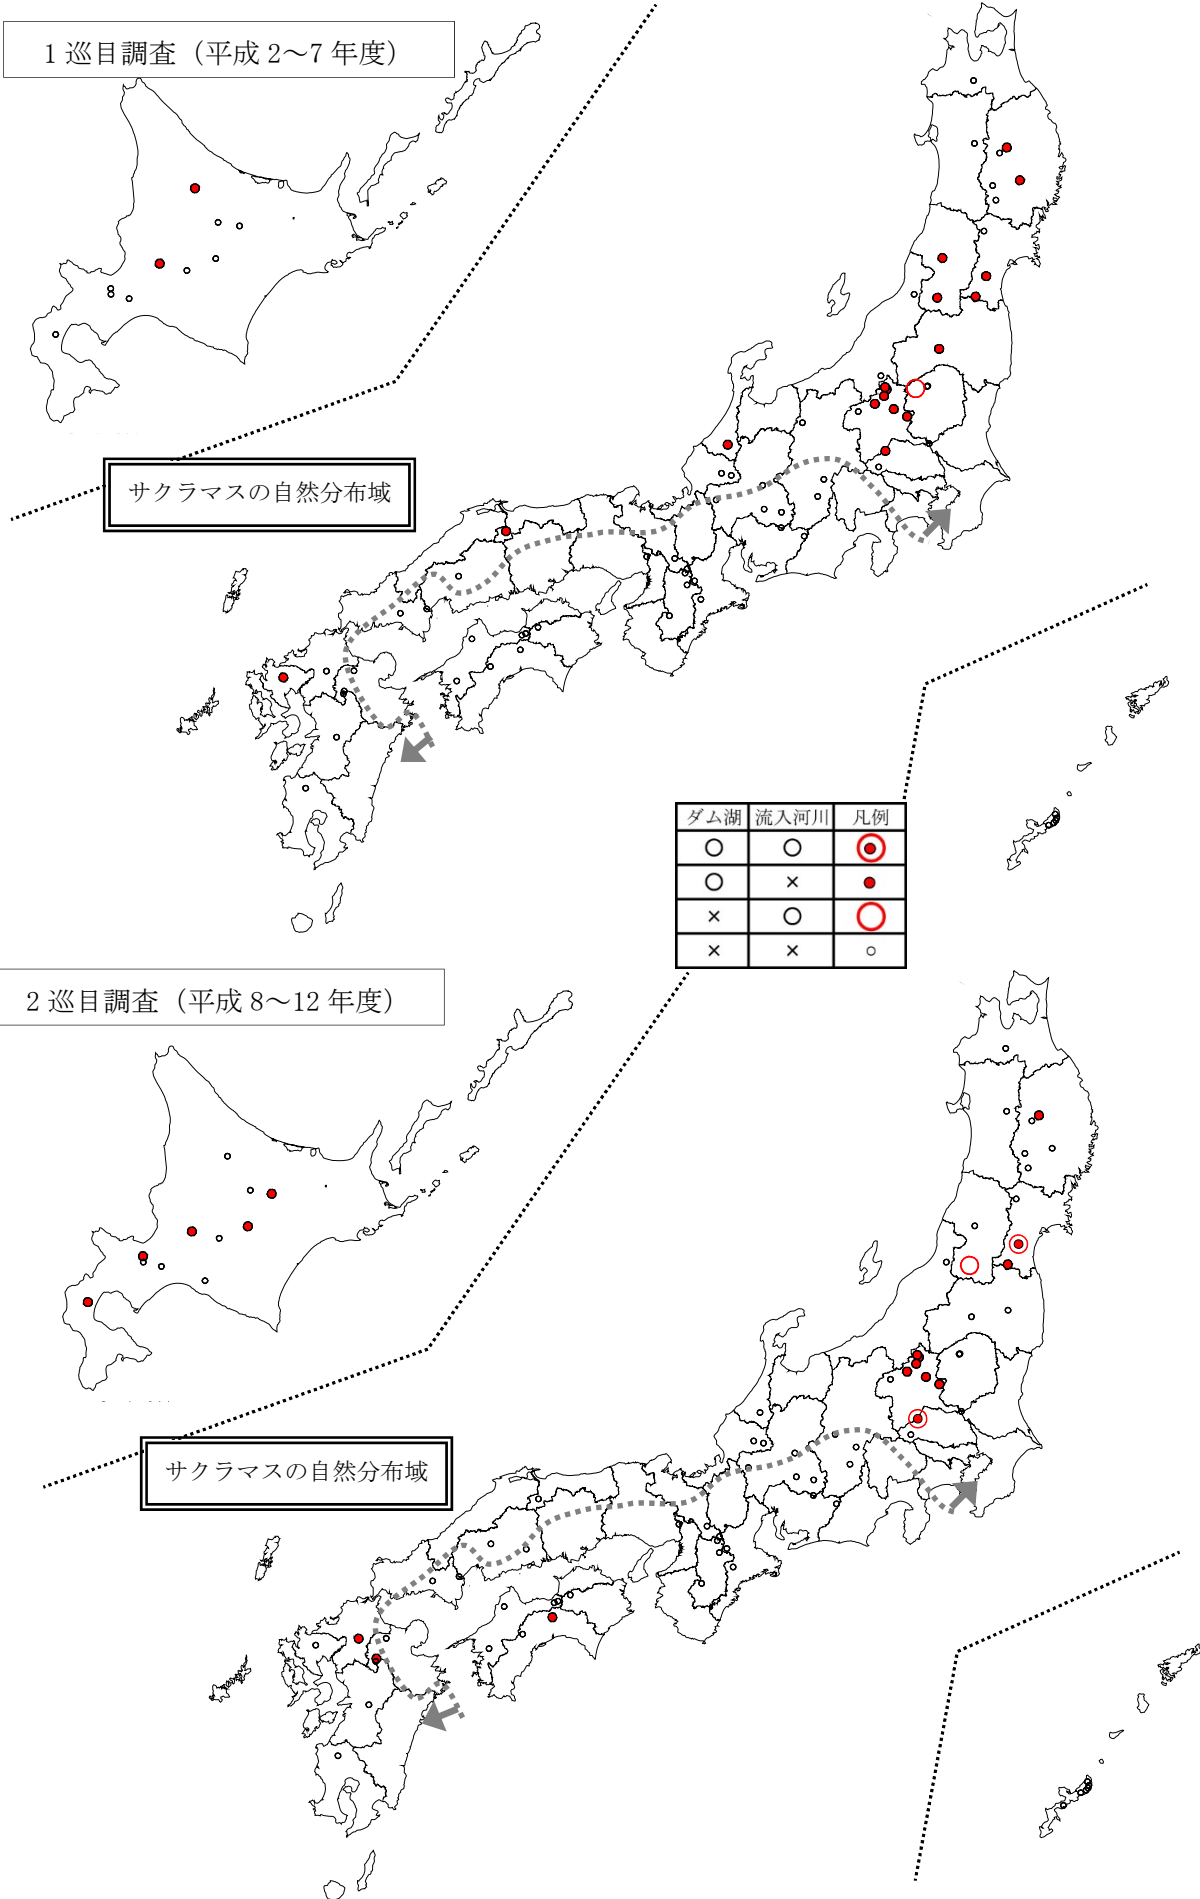 1 巡目調査（平成 2～7 年度）
サクラマスの自然分布域
ダム湖 流入河川 凡例
○ ○
○ ×
× ○
× ×
2 巡目調査（平成 8～12 年度）
サクラマスの自然分布域